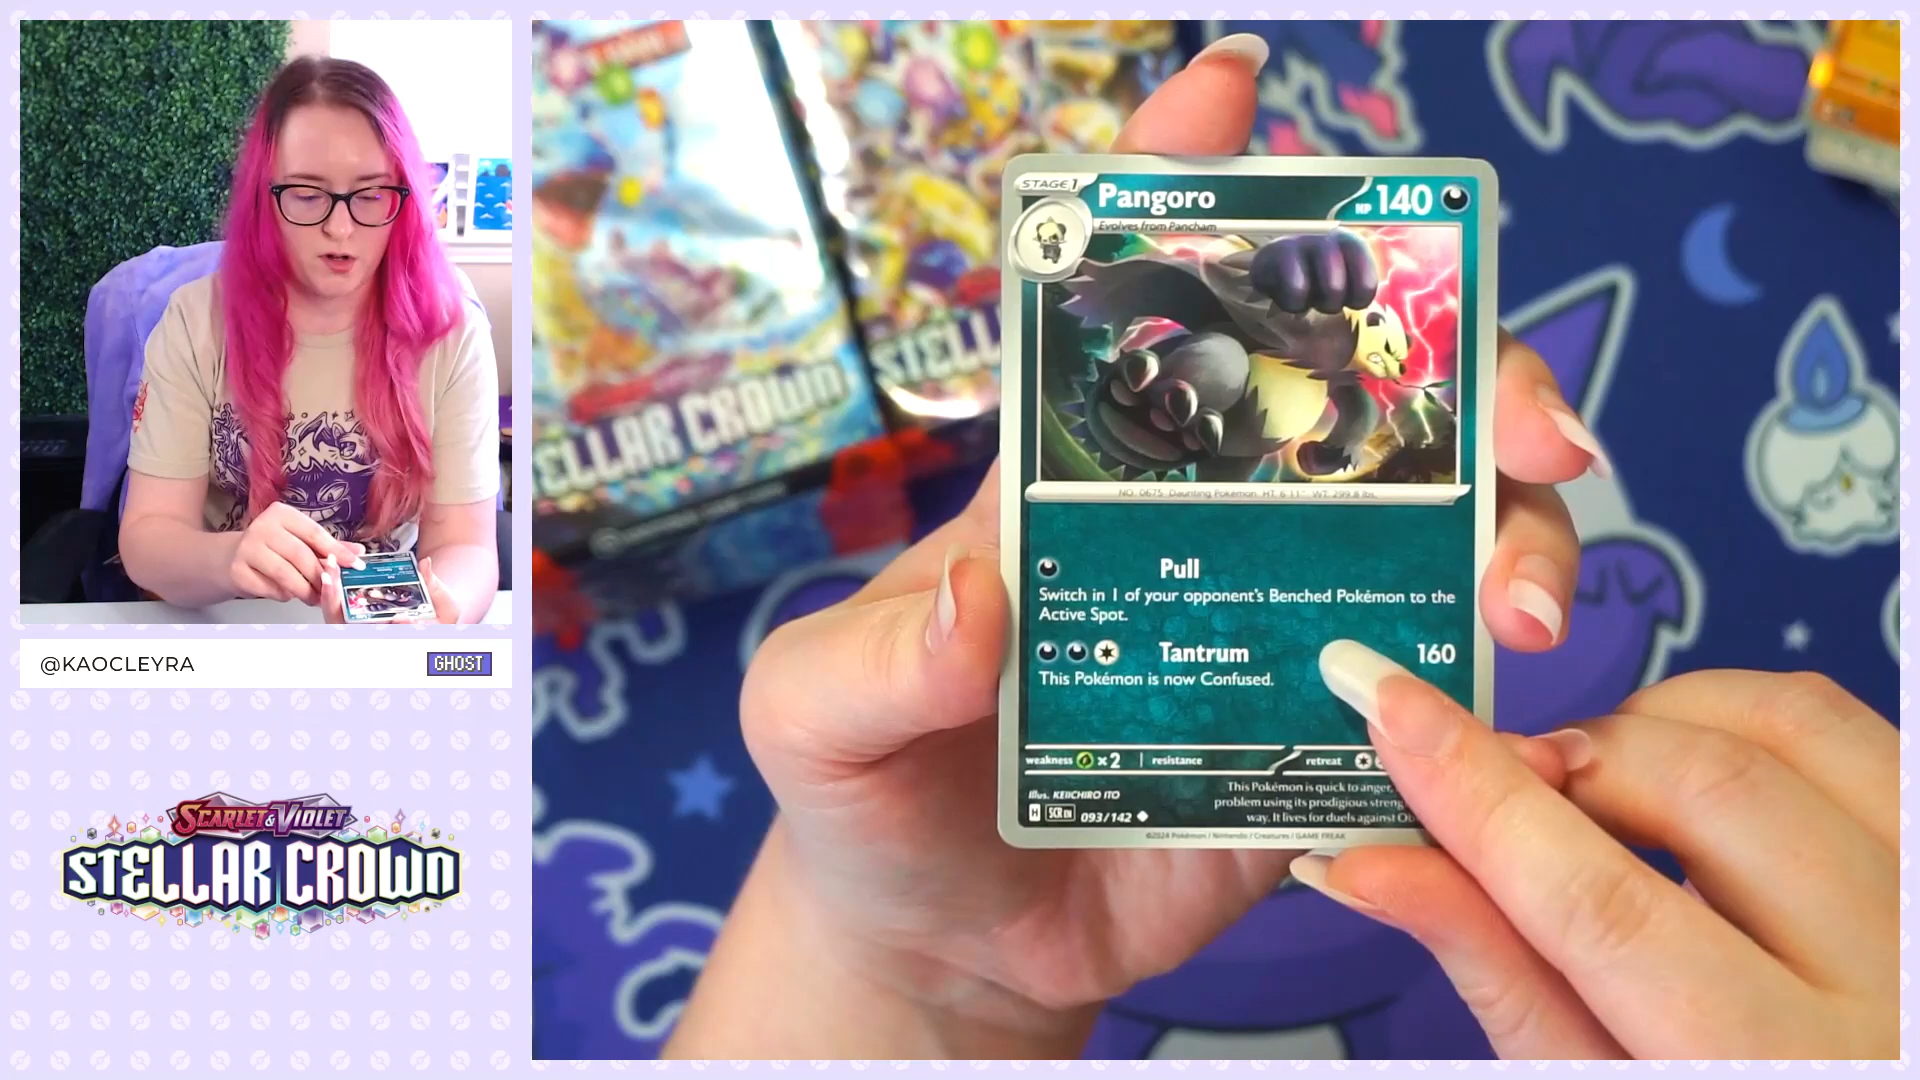 @KAOCLEYRA
GHOST
SCARLET & VIOLET
STELLAR CROWN
STELLAR CROWN
STELL
STAGE 1
Pangoro
HP 140
Evolves from Pancham
NO. 0675 Daunting Pokémon HT: 6'11" WT: 299.8 lbs.
Pull
Switch in 1 of your opponent's Benched Pokémon to the
Active Spot.
Tantrum 160
This Pokémon is now Confused.
weakness ×2 resistance retreat
Illus. KEIICHIRO ITO
H SCR EN 093/142
This Pokémon is quick to anger,
problem using its prodigious streng
way. It lives for duels against Ob
©2024 Pokémon / Nintendo / Creatures / GAME FREAK